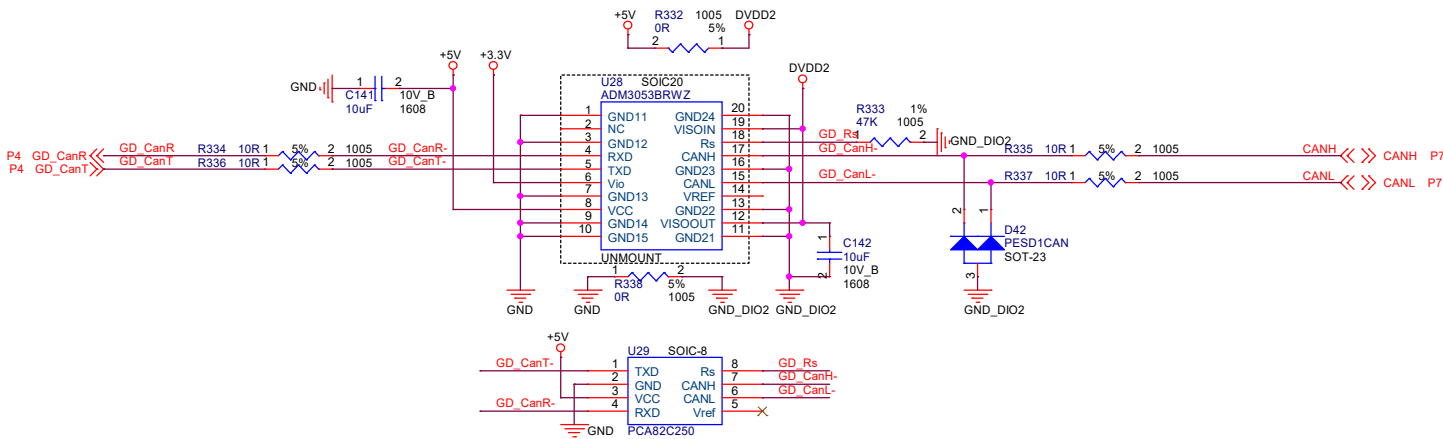 +5V R332 1005 DVDD2
0R 5%
2 1
+5V +3.3V
DVDD2
GND 1 2
C141 10V_B
10uF 1608
U28 SOIC20
ADM3053BRWZ
1 GND11 GND24 20
2 NC VISOIN 19
3 GND12 Rs 18
4 RXD CANH 17
5 TXD GND23 16
6 Vio CANL 15
7 GND13 VREF 14
8 VCC GND22 13
9 GND14 VISOOUT 12
10 GND15 GND21 11
UNMOUNT
R333 1%
47K 1005
1 2
GND_DIO2
GD_Rs
GD_CanH-
GD_CanL-
P4 GD_CanR GD_CanR R334 10R 1 5% 2 1005 GD_CanR-
P4 GD_CanT GD_CanT R336 10R 1 5% 2 1005 GD_CanT-
R335 10R 1 5% 2 1005 CANH CANH P7
R337 10R 1 5% 2 1005 CANL CANL P7
2 1
D42
PESD1CAN
SOT-23
3
GND_DIO2
1
C142
10uF
10V_B
2
1608
1 2
R338 5%
0R 1005
GND GND GND_DIO2 GND_DIO2
+5V
U29 SOIC-8
GD_CanT- 1 TXD Rs 8 GD_Rs
2 GND CANH 7 GD_CanH-
3 VCC CANL 6 GD_CanL-
GD_CanR- 4 RXD Vref 5
GND PCA82C250